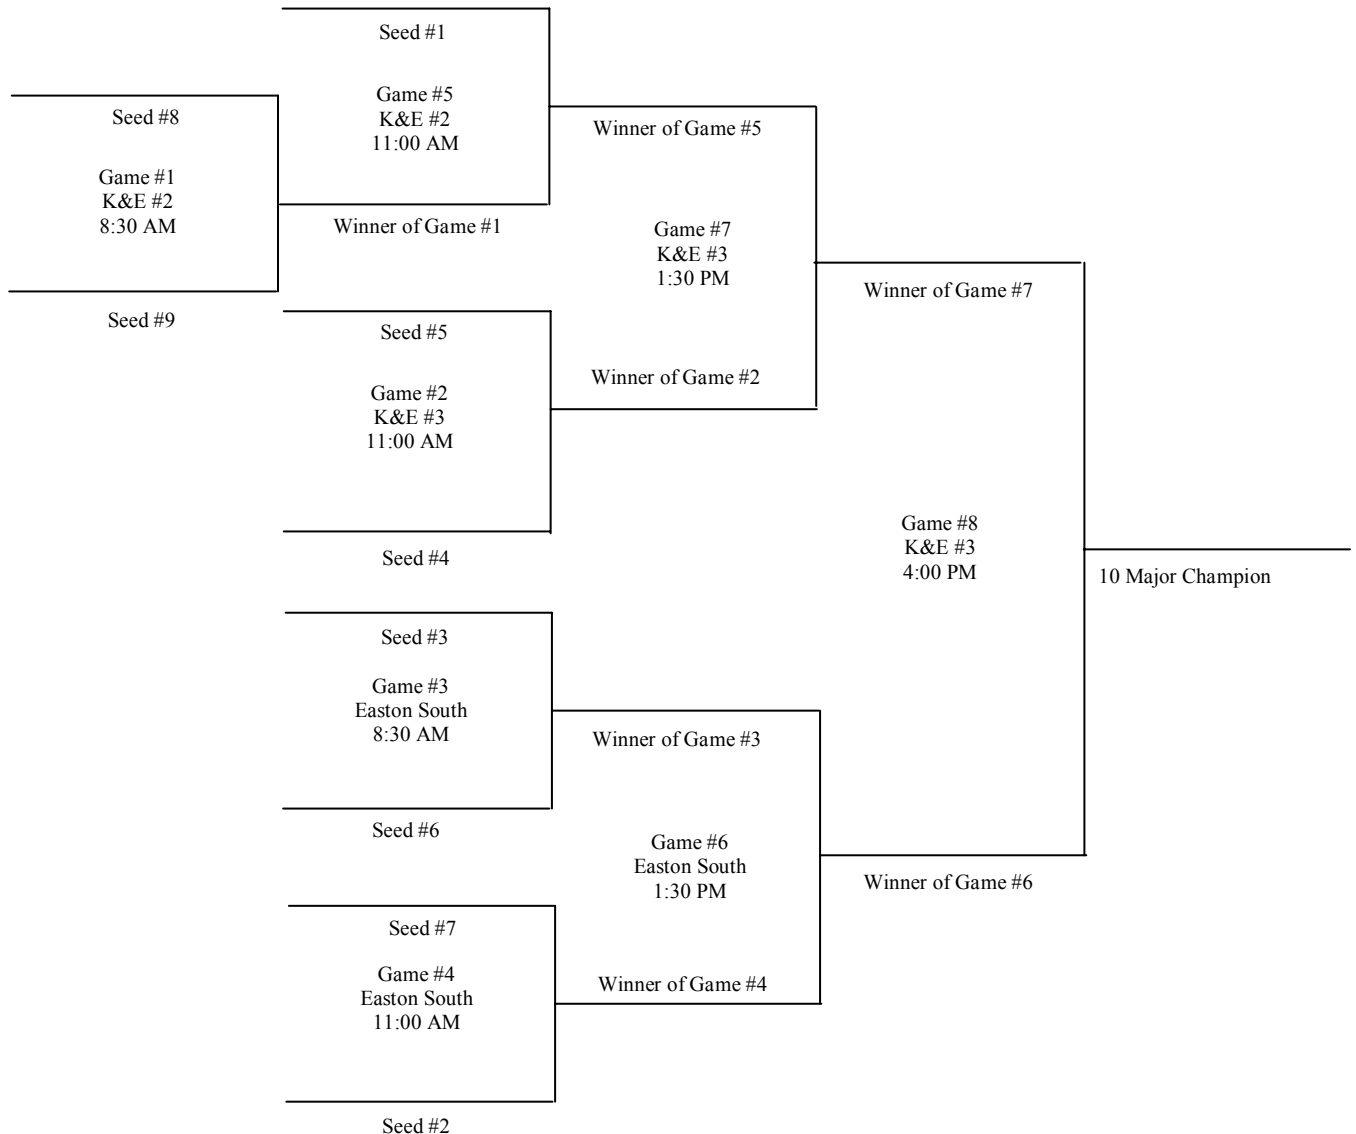 Seed #1
Game #5
K&E #2
11:00 AM
Seed #8
Game #1
K&E #2
8:30 AM
Winner of Game #1
Seed #9
Winner of Game #5
Game #7
K&E #3
1:30 PM
Winner of Game #2
Seed #5
Game #2
K&E #3
11:00 AM
Seed #4
Winner of Game #7
Game #8
K&E #3
4:00 PM
10 Major Champion
Seed #3
Game #3
Easton South
8:30 AM
Seed #6
Winner of Game #3
Game #6
Easton South
1:30 PM
Winner of Game #6
Winner of Game #4
Seed #7
Game #4
Easton South
11:00 AM
Seed #2